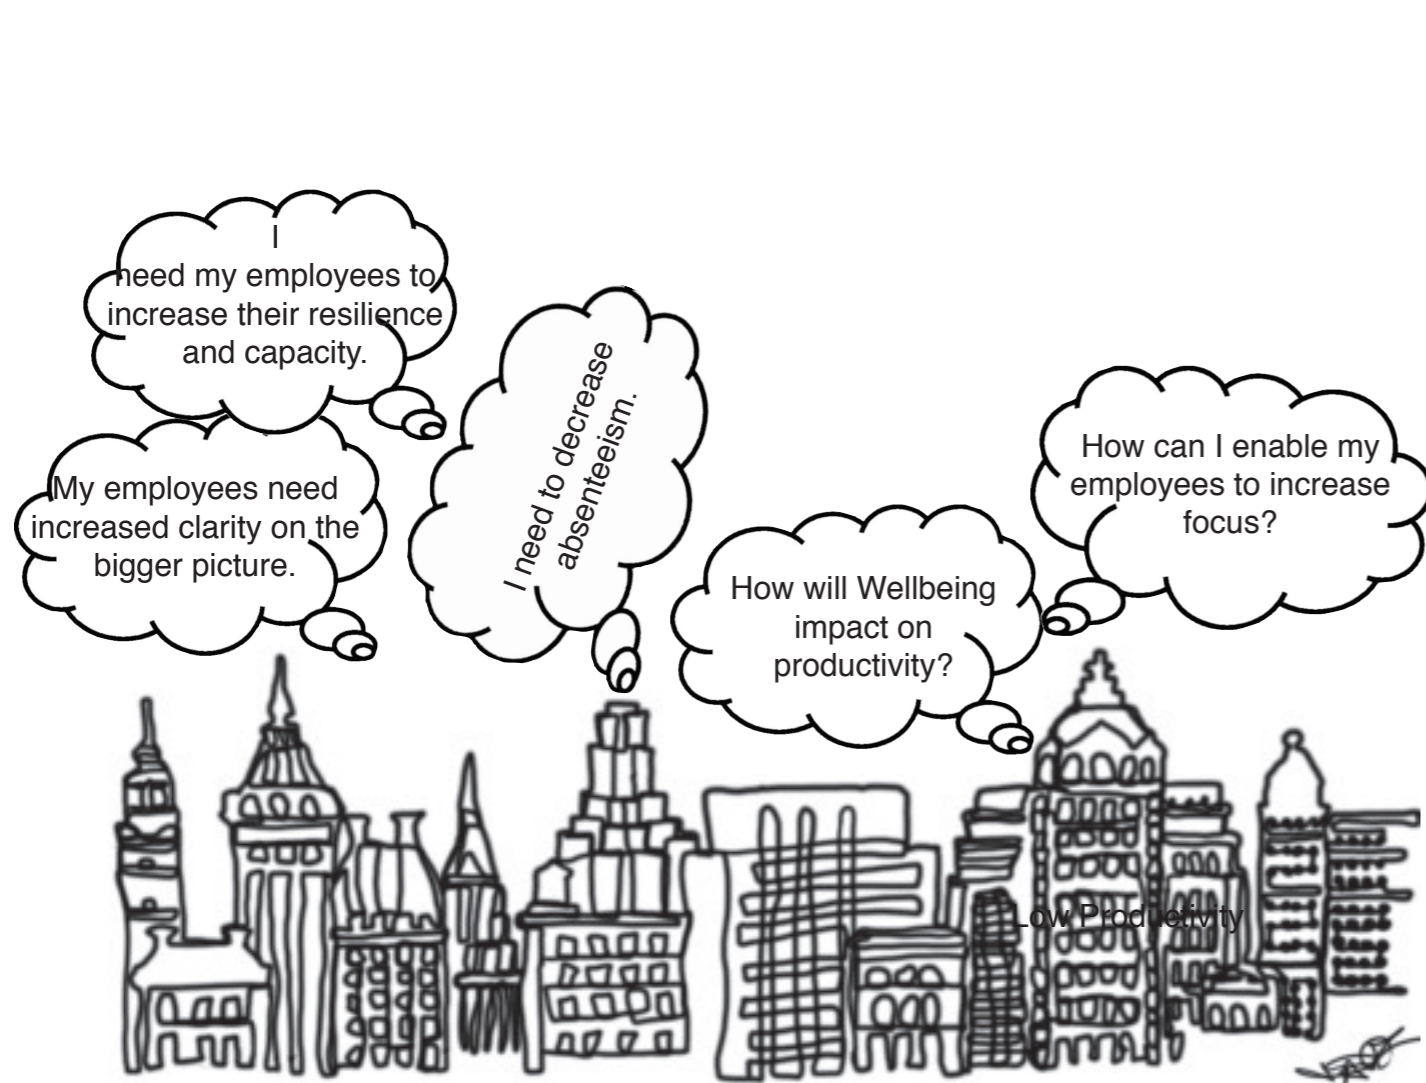 I
need my employees to
increase their resilience
and capacity.
My employees need
increased clarity on the
bigger picture.
I need to decrease
absenteeism.
How will Wellbeing
impact on
productivity?
How can I enable my
employees to increase
focus?
Low Productivity